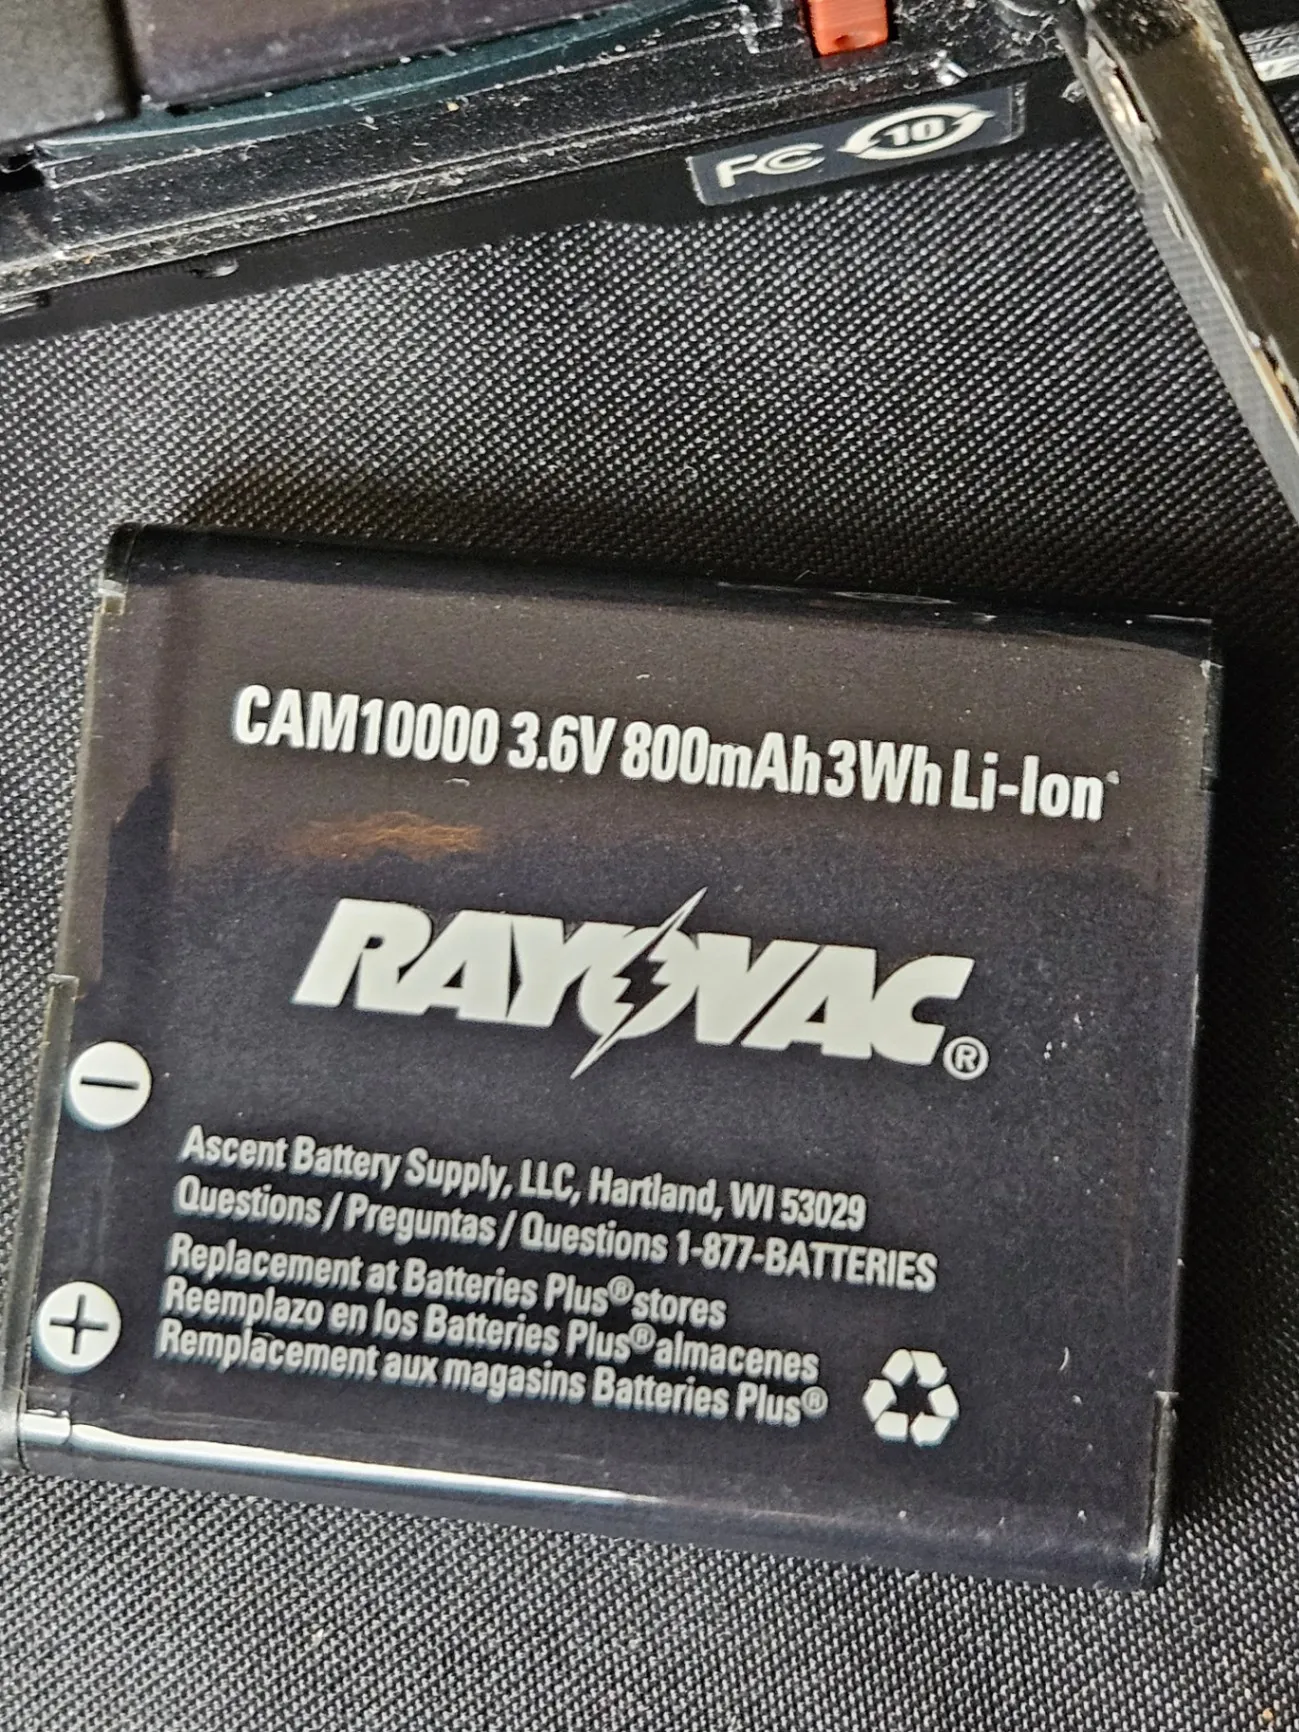 FC 10
CAM10000 3.6V 800mAh 3Wh Li-Ion
RAYOVAC®
Ascent Battery Supply, LLC, Hartland, WI 53029
Questions / Preguntas / Questions 1-877-BATTERIES
Replacement at Batteries Plus® stores
Reemplazo en los Batteries Plus® almacenes
Remplacement aux magasins Batteries Plus®